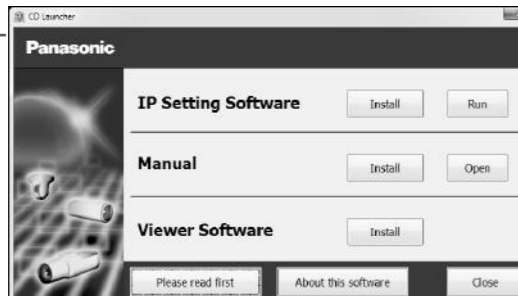 CD Launcher
Panasonic
IP Setting Software Install Run
Manual Install Open
Viewer Software Install
Please read first About this software Close